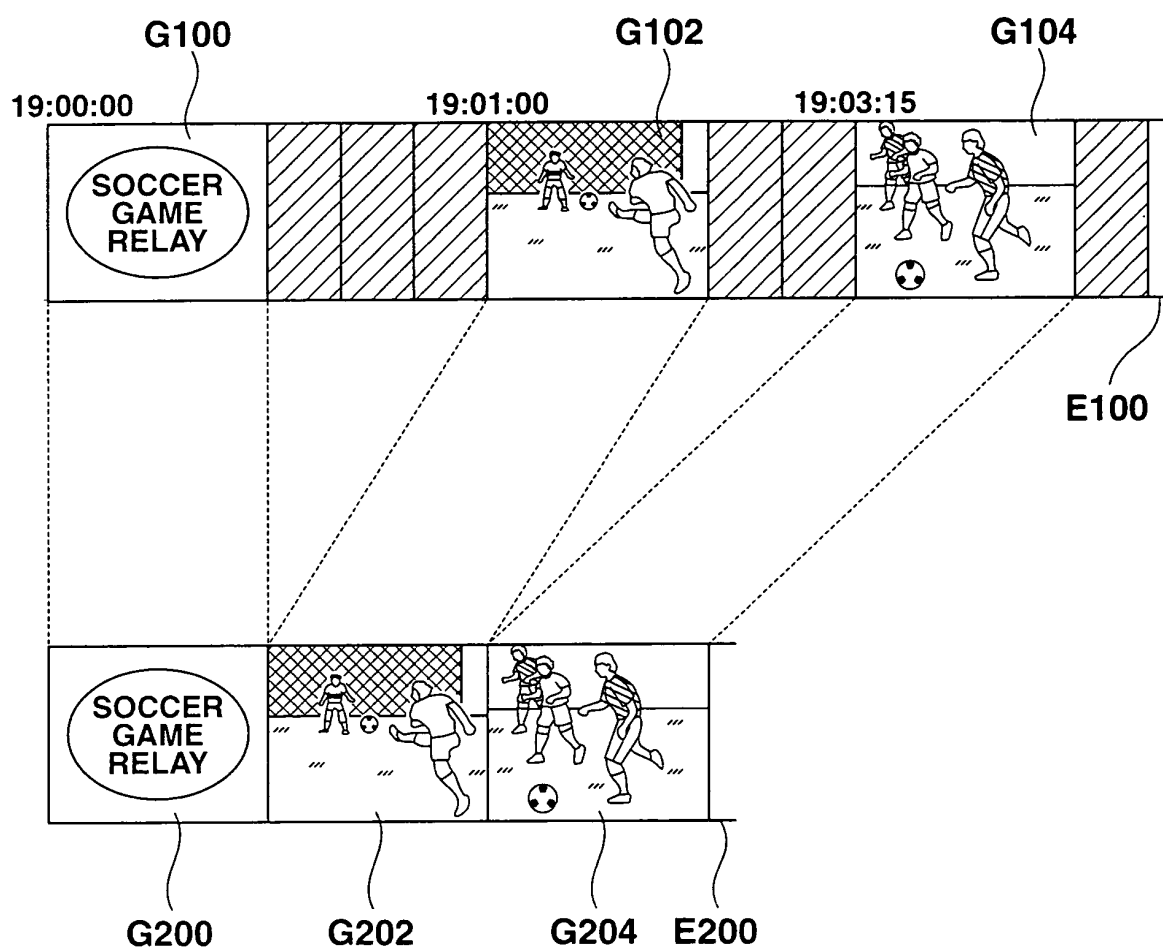 G100
G102
G104
19:00:00
19:01:00
19:03:15
SOCCER
GAME
RELAY
E100
SOCCER
GAME
RELAY
G200
G202
G204
E200